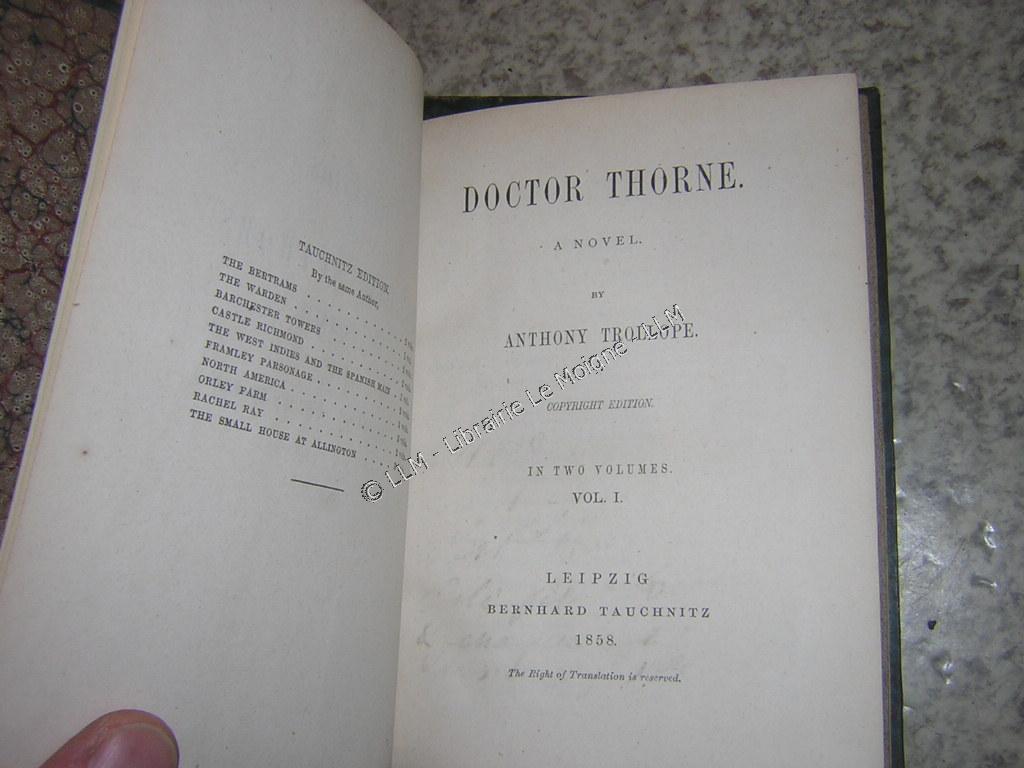 TAUCHNITZ EDITION.
By the same Author,
THE BERTRAMS . . .
THE WARDEN . . . . . . . . .
BARCHESTER TOWERS . . . . . .
CASTLE RICHMOND . . . . . . .
THE WEST INDIES AND THE SPANISH MAIN
FRAMLEY PARSONAGE . . . . . . .
NORTH AMERICA . . . . . . . . .
ORLEY FARM . . . . . . . . . .
RACHEL RAY . . . . . . . . . .
THE SMALL HOUSE AT ALLINGTON . . . .
DOCTOR THORNE.
A NOVEL.
BY
ANTHONY TROLLOPE.
COPYRIGHT EDITION.
IN TWO VOLUMES.
VOL. I.
LEIPZIG
BERNHARD TAUCHNITZ
1858.
The Right of Translation is reserved.
© LLM - Librairie Le Moigne LLM